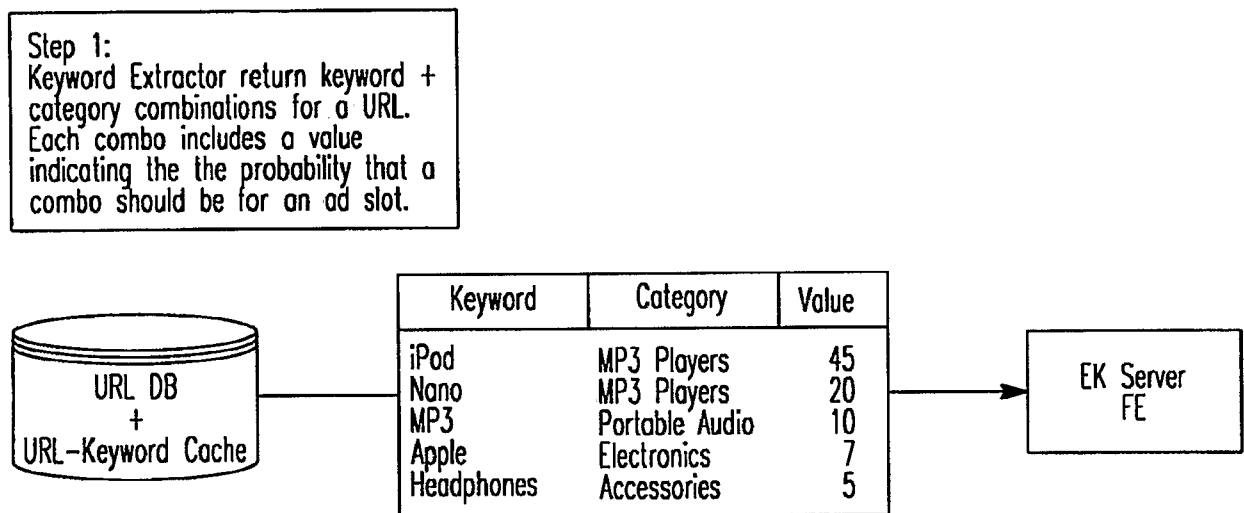 Step 1:
Keyword Extractor return keyword +
category combinations for a URL.
Each combo includes a value
indicating the the probability that a
combo should be for an ad slot.
Keyword Category Value
iPod MP3 Players 45
Nano MP3 Players 20
MP3 Portable Audio 10
Apple Electronics 7
Headphones Accessories 5
URL DB
+
URL-Keyword Cache
EK Server
FE